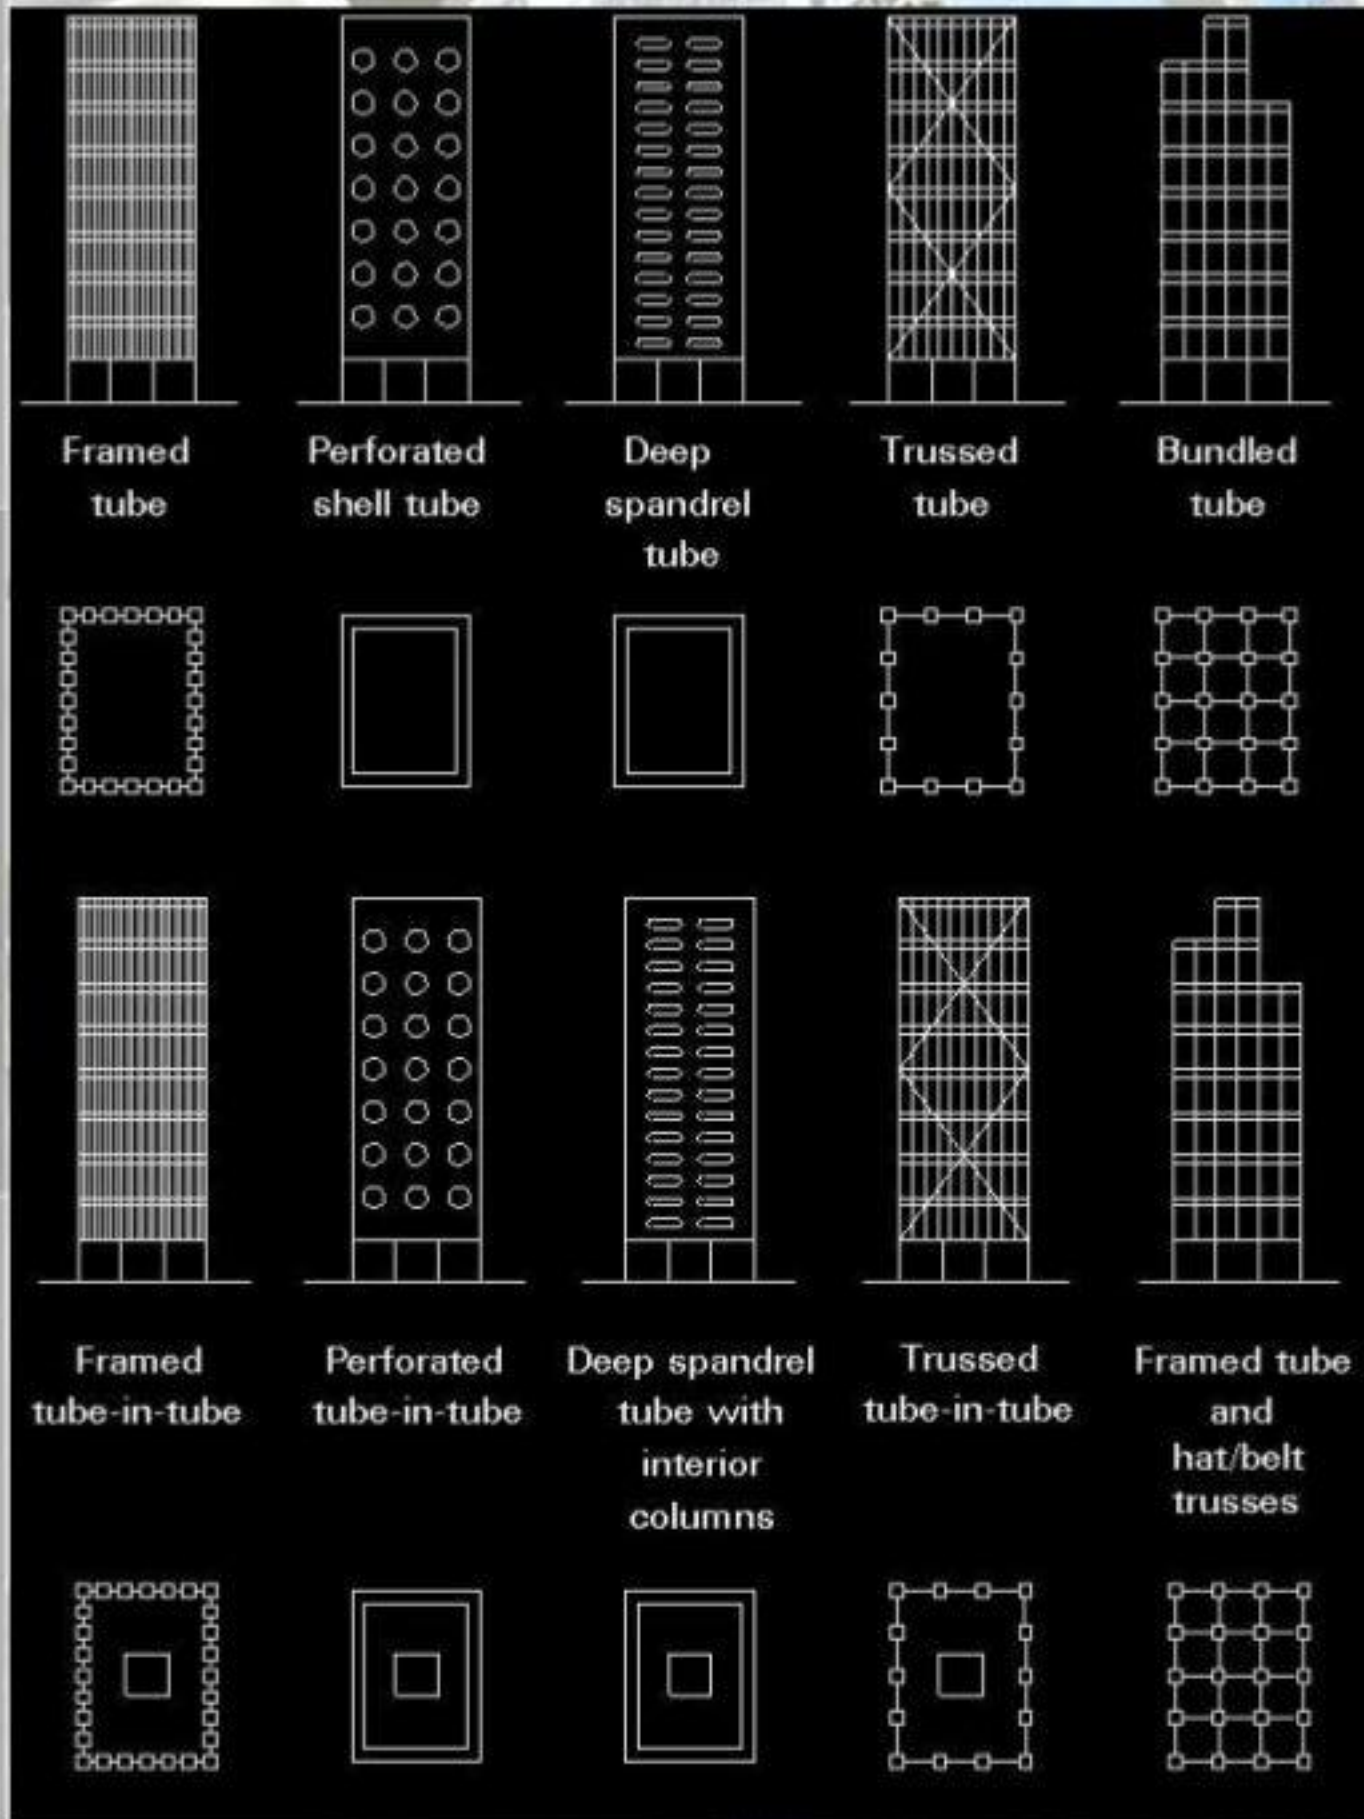 Framed
tube
Perforated
shell tube
Deep
spandrel
tube
Trussed
tube
Bundled
tube
Framed
tube-in-tube
Perforated
tube-in-tube
Deep spandrel
tube with
interior
columns
Trussed
tube-in-tube
Framed tube
and
hat/belt
trusses